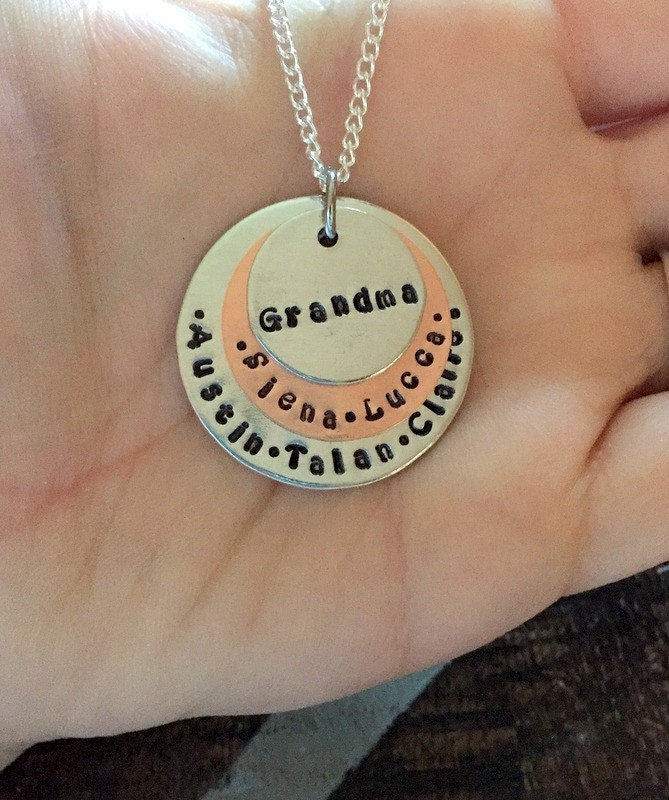 Grandma
•Siena•Lucca•
•Austin•Talan•Claire•